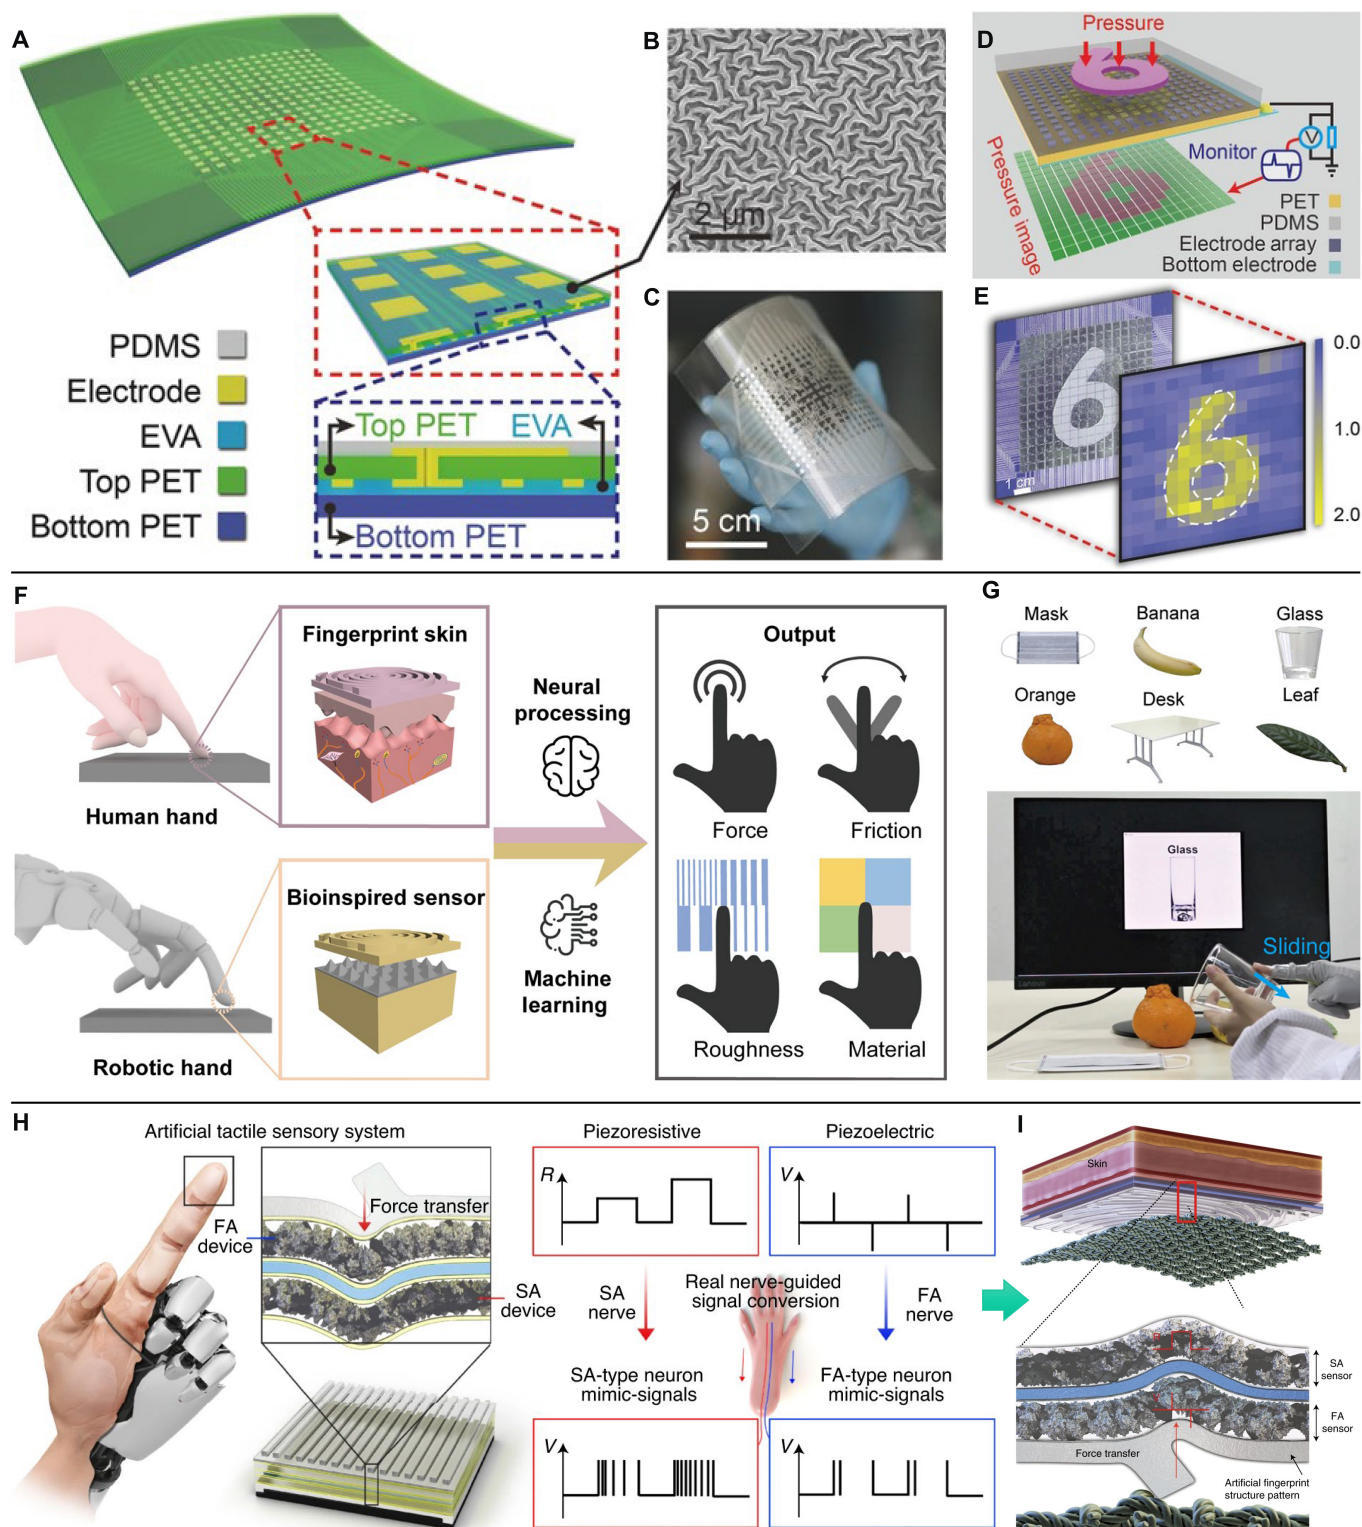 A
PDMS
Electrode
EVA
Top PET
Bottom PET
Top PET EVA
Bottom PET
B
2 μm
C
5 cm
D
Pressure
V
Monitor
Pressure image
PET
PDMS
Electrode array
Bottom electrode
E
6
1 cm
0.0
1.0
2.0
F
Human hand
Fingerprint skin
Robotic hand
Bioinspired sensor
Neural
processing
Machine
learning
Output
Force
Friction
Roughness
Material
G
Mask
Banana
Glass
Orange
Desk
Leaf
Glass
Sliding
Lenovo
H
Artificial tactile sensory system
FA
device
Force transfer
SA
device
Piezoresistive
R
Piezoelectric
V
SA
nerve
Real nerve-guided
signal conversion
FA
nerve
SA-type neuron
mimic-signals
FA-type neuron
mimic-signals
V
V
I
Skin
R
SA
sensor
V
FA
sensor
Force transfer
Artificial fingerprint
structure pattern